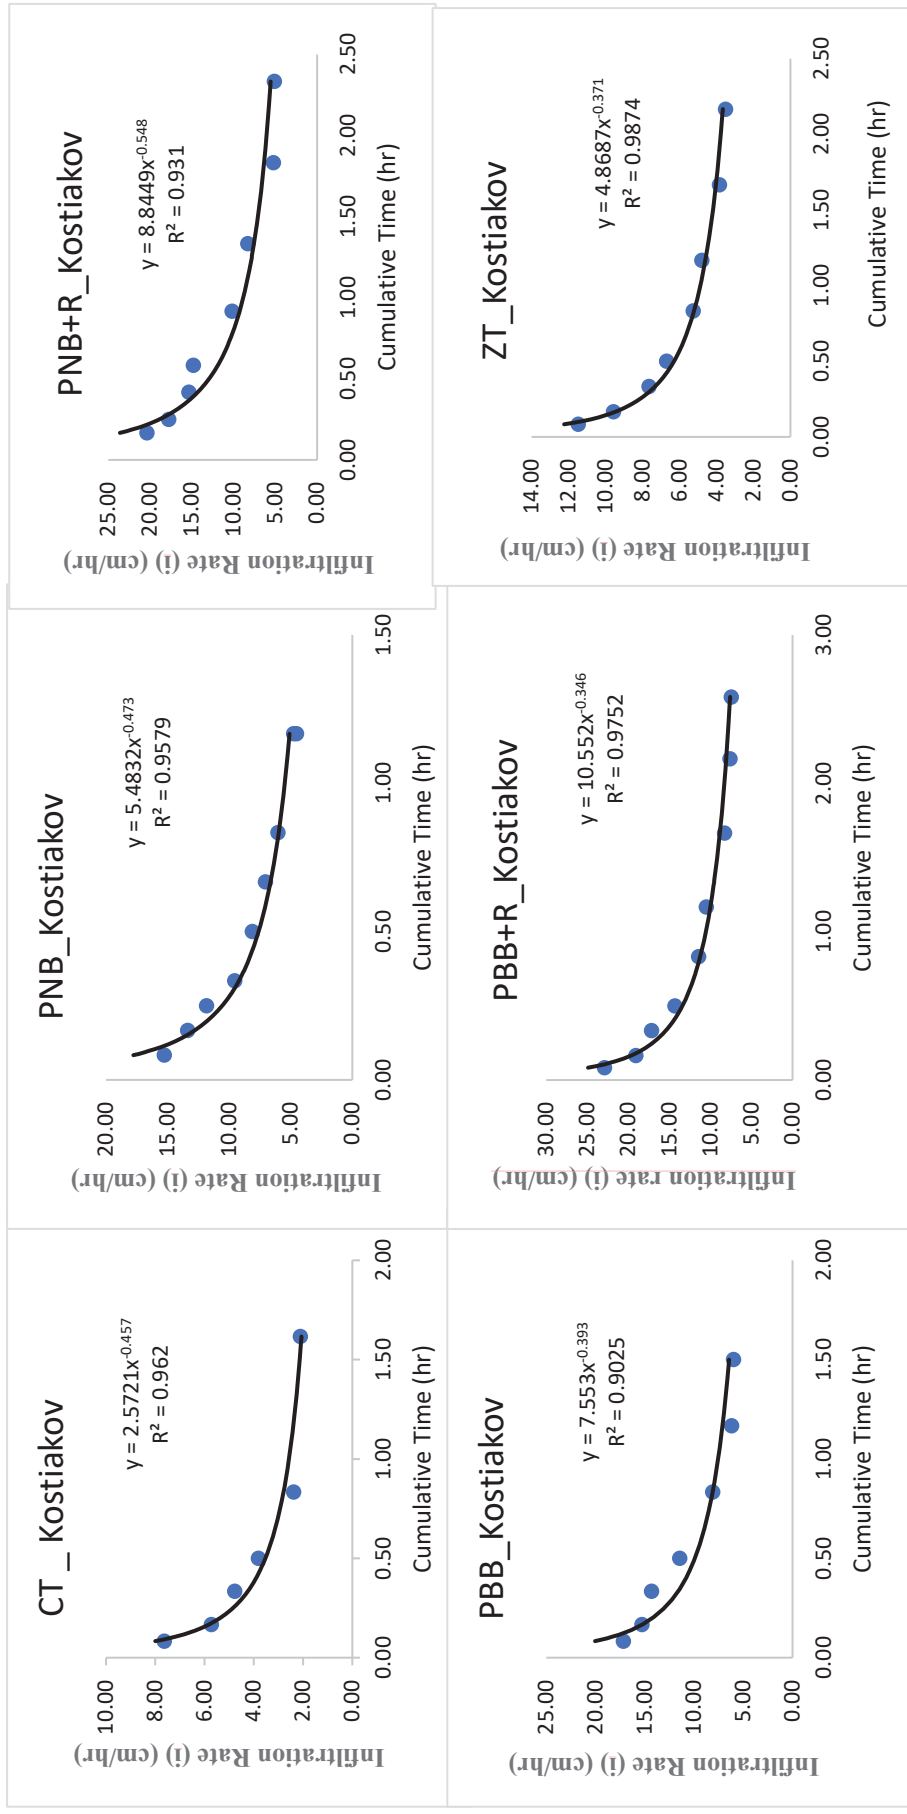 CT _ Kostiakov
y = 2.5721x-0.457
R² = 0.962
10.00
8.00
6.00
4.00
2.00
0.00
0.00 0.50 1.00 1.50 2.00
Infiltration Rate (i) (cm/hr)
Cumulative Time (hr)
PNB_Kostiakov
y = 5.4832x-0.473
R² = 0.9579
20.00
15.00
10.00
5.00
0.00
0.00 0.50 1.00 1.50
Infiltration Rate (i) (cm/hr)
Cumulative Time (hr)
PNB+R_Kostiakov
y = 8.8449x-0.548
R² = 0.931
25.00
20.00
15.00
10.00
5.00
0.00
0.00 0.50 1.00 1.50 2.00 2.50
Infiltration Rate (i) (cm/hr)
Cumulative Time (hr)
PBB_Kostiakov
y = 7.553x-0.393
R² = 0.9025
25.00
20.00
15.00
10.00
5.00
0.00
0.00 0.50 1.00 1.50 2.00
Infiltration Rate (i) (cm/hr)
Cumulative Time (hr)
PBB+R_Kostiakov
y = 10.552x-0.346
R² = 0.9752
30.00
25.00
20.00
15.00
10.00
5.00
0.00
0.00 1.00 2.00 3.00
Infiltration rate (i) (cm/hr)
Cumulative Time (hr)
ZT_Kostiakov
y = 4.8687x-0.371
R² = 0.9874
14.00
12.00
10.00
8.00
6.00
4.00
2.00
0.00
0.00 0.50 1.00 1.50 2.00 2.50
Infiltration Rate (i) (cm/hr)
Cumulative Time (hr)